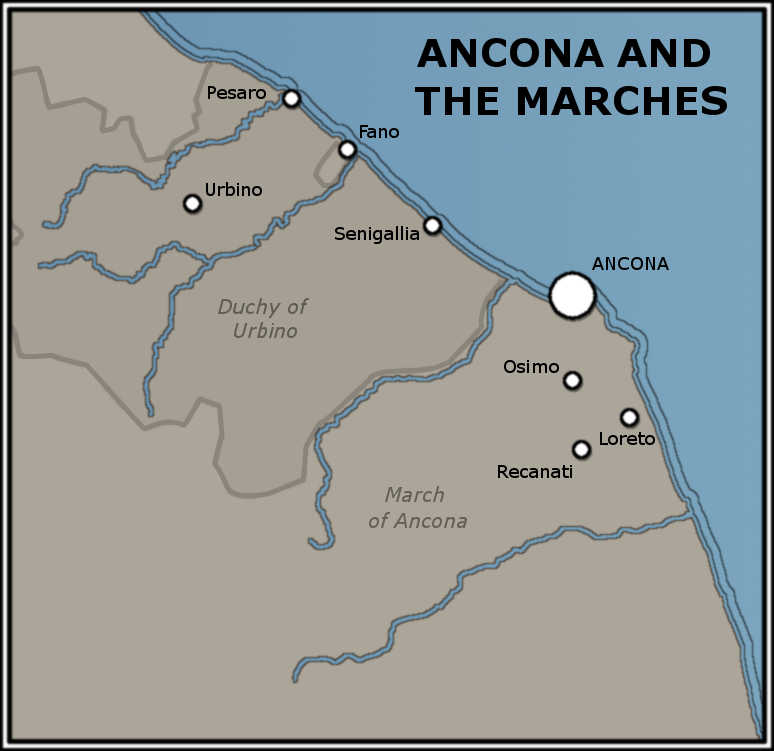 ANCONA AND
THE MARCHES
Pesaro
Fano
Urbino
Senigallia
ANCONA
Duchy of
Urbino
Osimo
Loreto
Recanati
March
of Ancona